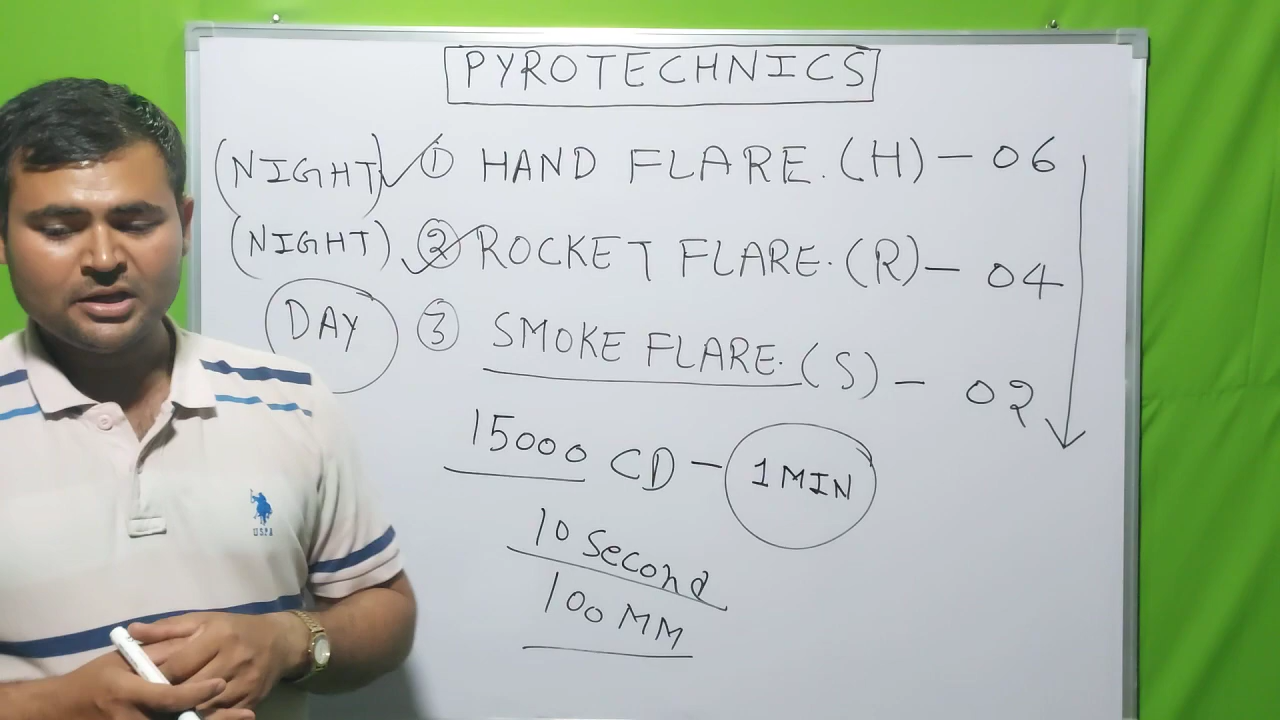 PYROTECHNICS
(NIGHT) ✓ ① HAND FLARE. (H) - 06
(NIGHT) ✓ ② ROCKET FLARE. (R) - 04
DAY ③ SMOKE FLARE. (S) - 02
15000 CD - 1 MIN
10 Second
100 MM
U.S. P.A.